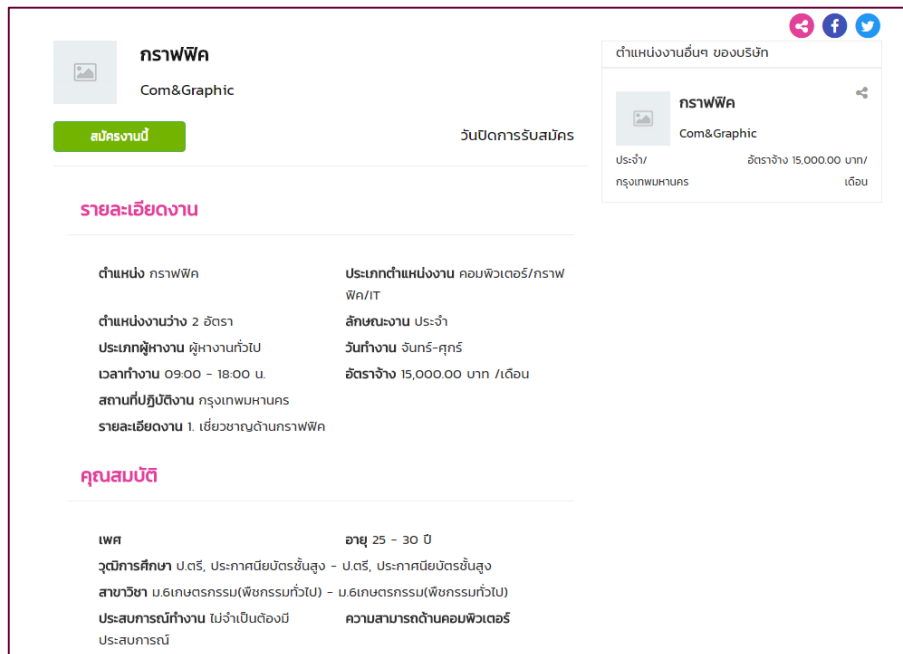 กราฟฟิค
Com&Graphic
สมัครงานนี้
วันปิดการรับสมัคร
รายละเอียดงาน
ตำแหน่ง กราฟฟิค
ประเภทตำแหน่งงาน คอมพิวเตอร์/กราฟ
ฟิค/IT
ตำแหน่งงานว่าง 2 อัตรา
ลักษณะงาน ประจำ
ประเภทผู้หางาน ผู้หางานทั่วไป
วันทำงาน จันทร์-ศุกร์
เวลาทำงาน 09:00 - 18:00 น.
อัตราจ้าง 15,000.00 บาท /เดือน
สถานที่ปฏิบัติงาน กรุงเทพมหานคร
รายละเอียดงาน 1. เชี่ยวชาญด้านกราฟฟิค
คุณสมบัติ
เพศ
อายุ 25 - 30 ปี
วุฒิการศึกษา ป.ตรี, ประกาศนียบัตรชั้นสูง - ป.ตรี, ประกาศนียบัตรชั้นสูง
สาขาวิชา ม.6เกษตรกรรม(พืชกรรมทั่วไป) - ม.6เกษตรกรรม(พืชกรรมทั่วไป)
ประสบการณ์ทำงาน ไม่จำเป็นต้องมี
ประสบการณ์
ความสามารถด้านคอมพิวเตอร์
ตำแหน่งงานอื่นๆ ของบริษัท
กราฟฟิค
Com&Graphic
ประจำ/
กรุงเทพมหานคร
อัตราจ้าง 15,000.00 บาท/
เดือน